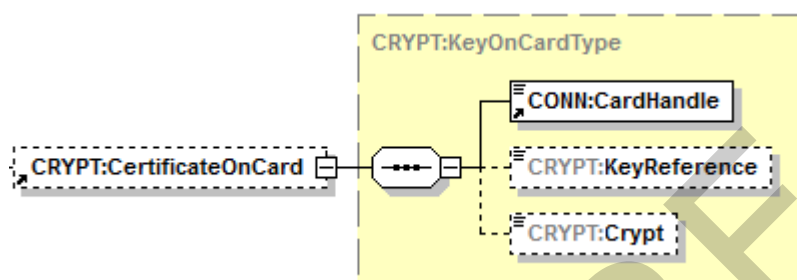 CRYPT:KeyOnCardType
CONN:CardHandle
CRYPT:CertificateOnCard
CRYPT:KeyReference
CRYPT:Crypt